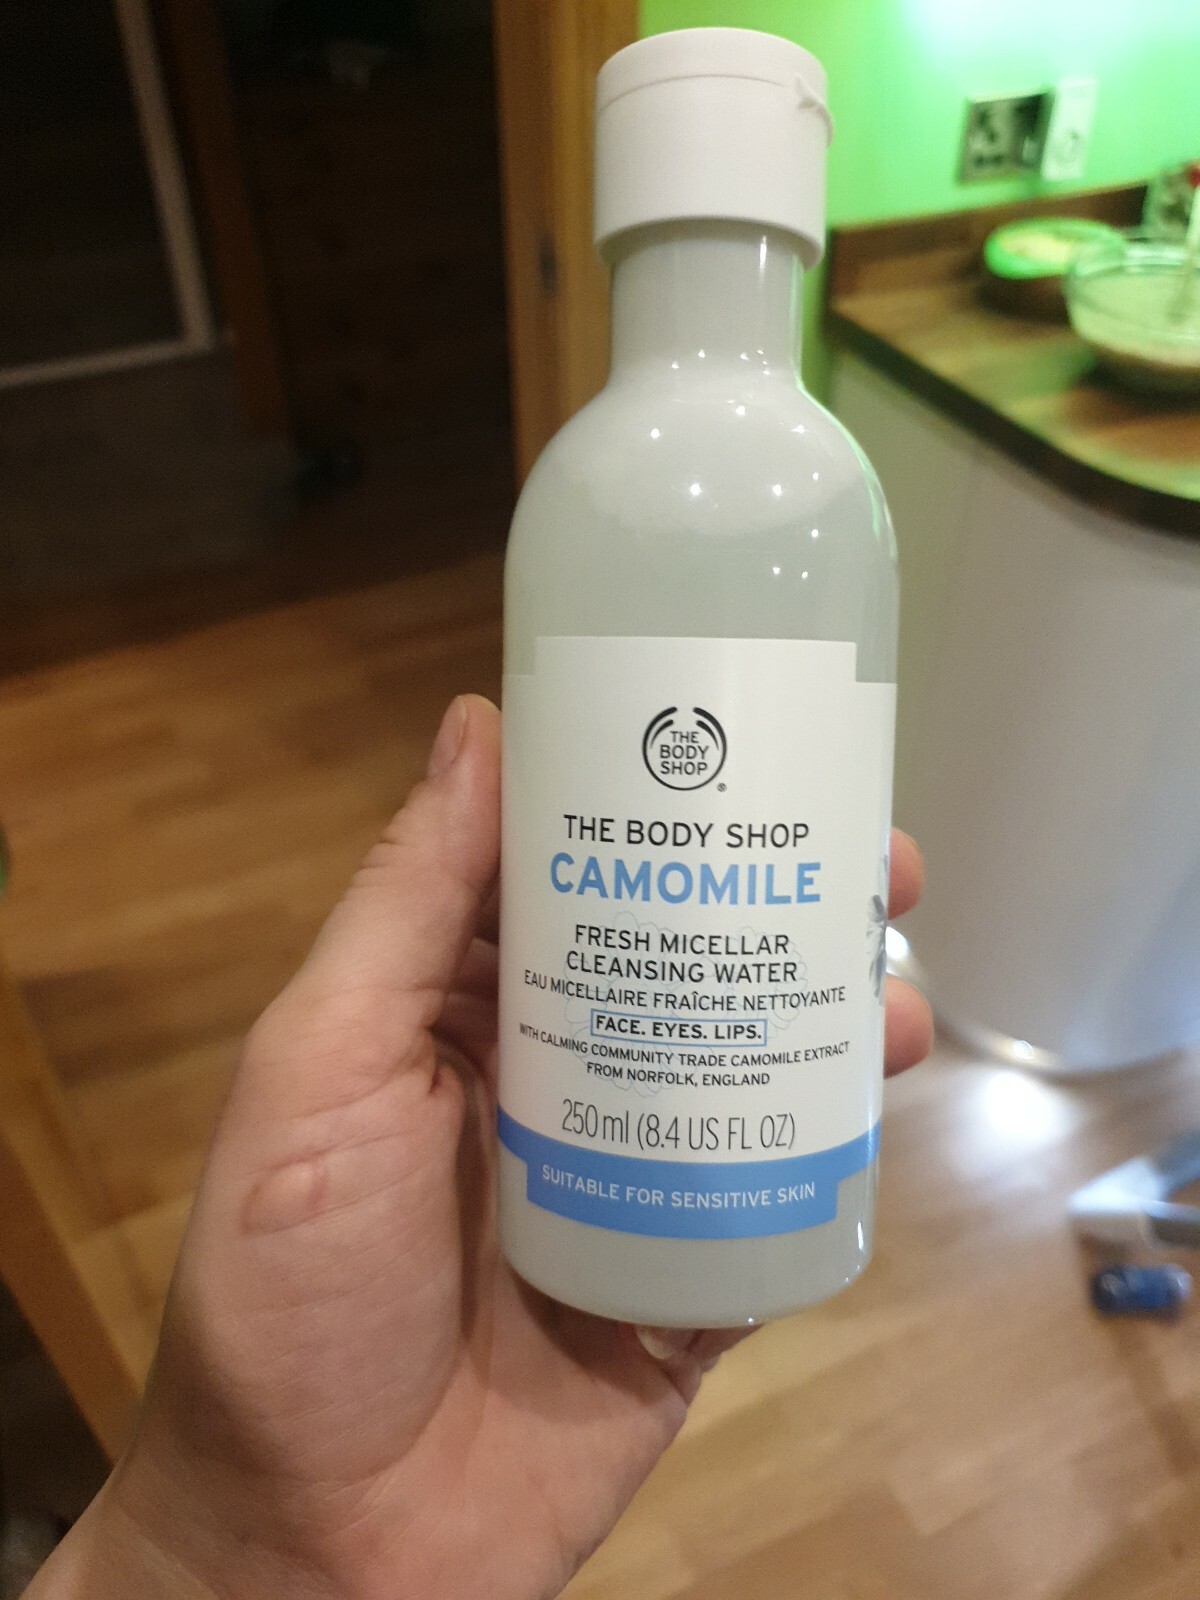 THE
BODY
SHOP
®
THE BODY SHOP
CAMOMILE
FRESH MICELLAR
CLEANSING WATER
EAU MICELLAIRE FRAÎCHE NETTOYANTE
FACE. EYES. LIPS.
WITH CALMING COMMUNITY TRADE CAMOMILE EXTRACT
FROM NORFOLK, ENGLAND
250ml (8.4 US FL OZ)
SUITABLE FOR SENSITIVE SKIN